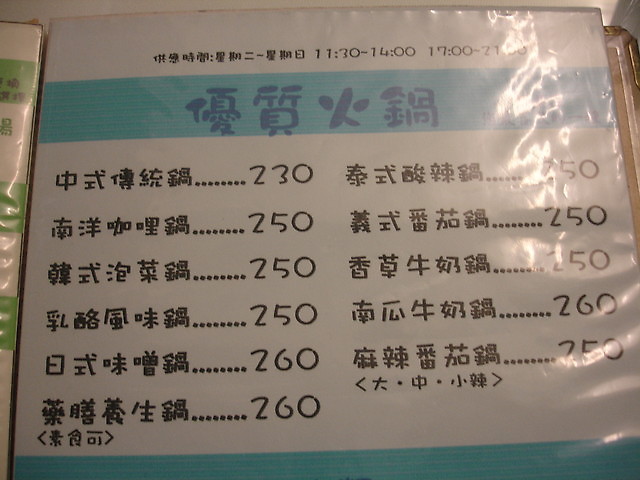 供應時間:星期二~星期日 11:30~14:00 17:00~21:
優質火鍋
中式傳統鍋.........230
南洋咖哩鍋.........250
韓式泡菜鍋.........250
乳酪風味鍋.........250
日式味噌鍋.........260
藥膳養生鍋.........260
<素食可>
泰式酸辣鍋.........250
義式番茄鍋.........250
香草牛奶鍋.........250
南瓜牛奶鍋.........260
麻辣番茄鍋.........250
<大·中·小辣>